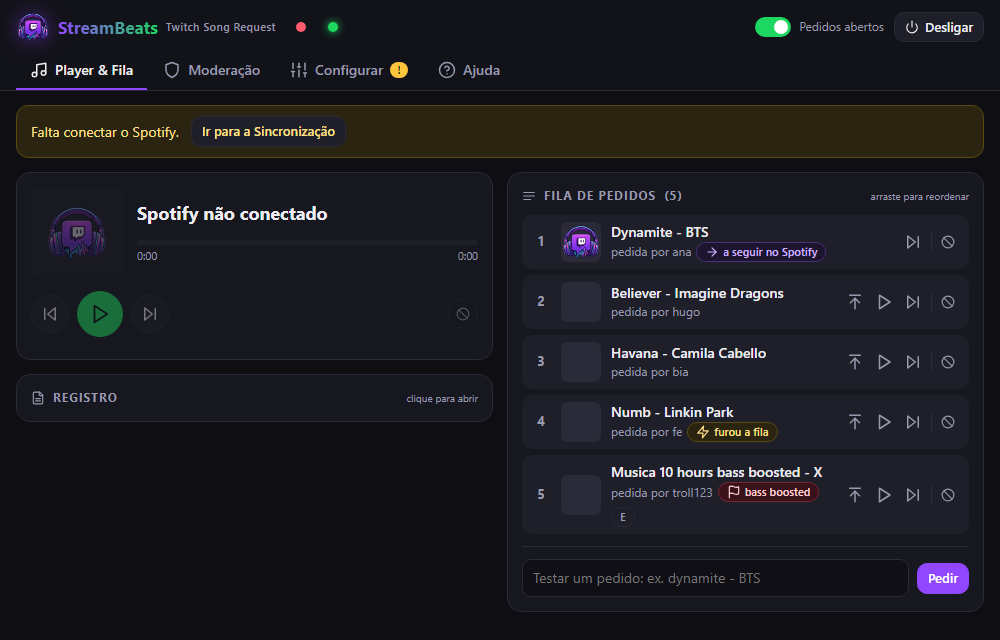 StreamBeats Twitch Song Request Pedidos abertos Desligar
Player & Fila Moderação Configurar ! Ajuda
Falta conectar o Spotify. Ir para a Sincronização
Spotify não conectado
0:00 0:00
REGISTRO clique para abrir
FILA DE PEDIDOS (5) arraste para reordenar
1 Dynamite - BTS
pedida por ana a seguir no Spotify
2 Believer - Imagine Dragons
pedida por hugo
3 Havana - Camila Cabello
pedida por bia
4 Numb - Linkin Park
pedida por fe furou a fila
5 Musica 10 hours bass boosted - X
pedida por troll123 bass boosted
E
Testar um pedido: ex. dynamite - BTS Pedir